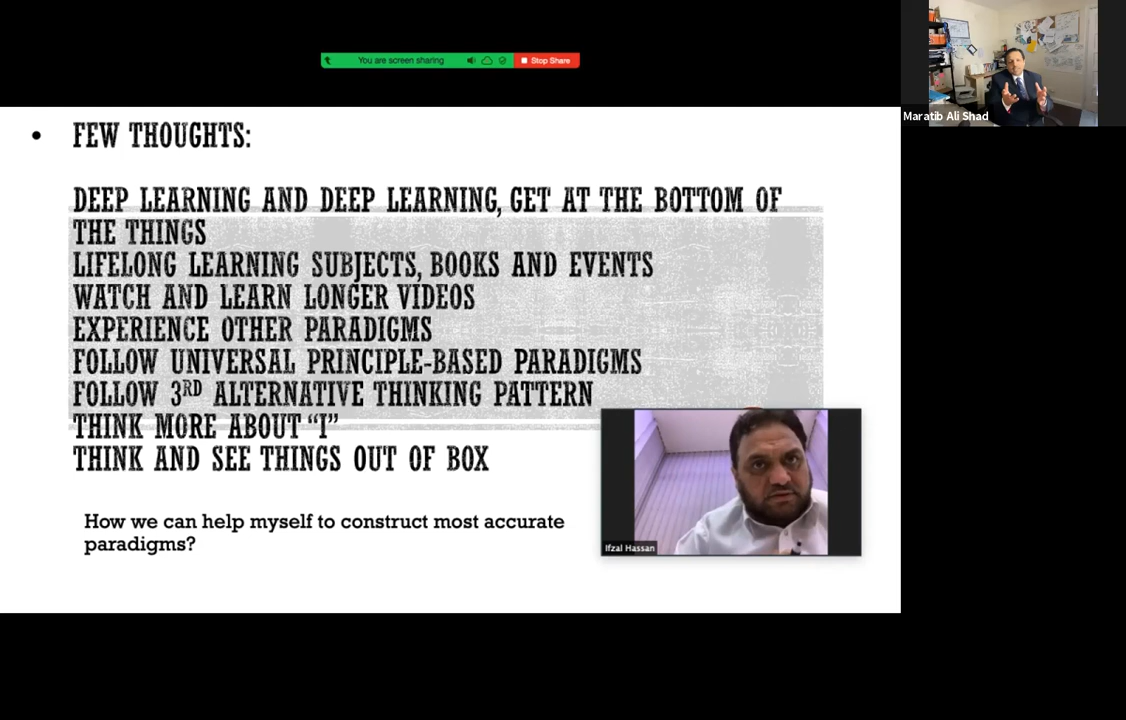 You are screen sharing
Stop Share
Maratib Ali Shad
• FEW THOUGHTS:
DEEP LEARNING AND DEEP LEARNING, GET AT THE BOTTOM OF
THE THINGS
LIFELONG LEARNING SUBJECTS, BOOKS AND EVENTS
WATCH AND LEARN LONGER VIDEOS
EXPERIENCE OTHER PARADIGMS
FOLLOW UNIVERSAL PRINCIPLE-BASED PARADIGMS
FOLLOW 3RD ALTERNATIVE THINKING PATTERN
THINK MORE ABOUT “I”
THINK AND SEE THINGS OUT OF BOX
How we can help myself to construct most accurate
paradigms?
Ifzal Hassan